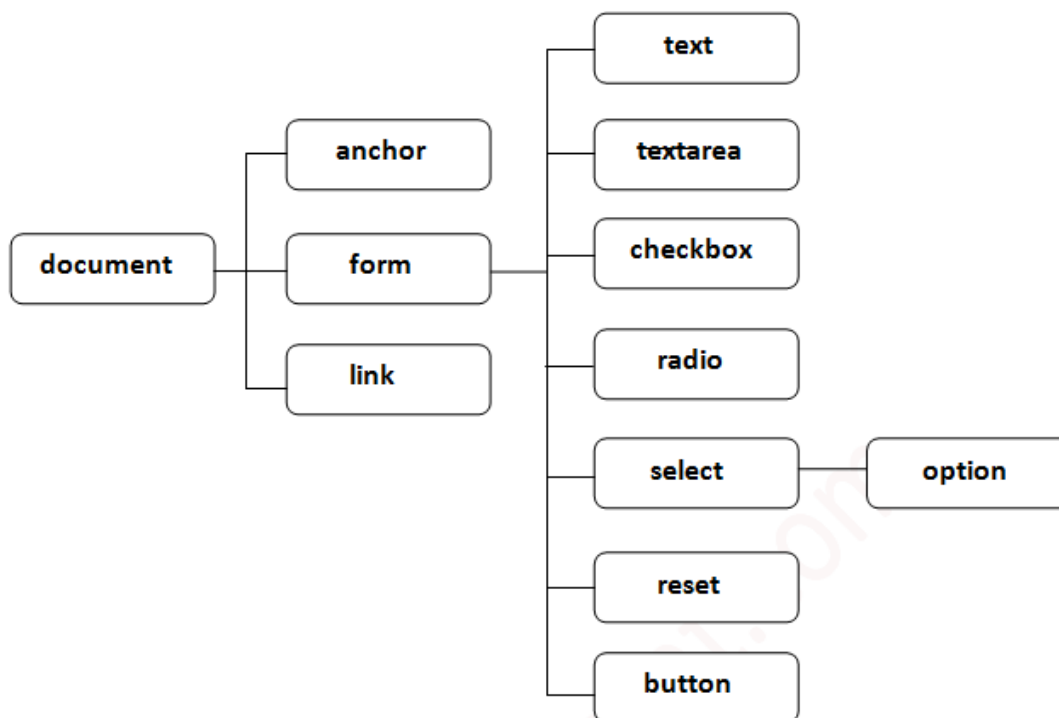 text
anchor
textarea
document
form
checkbox
link
radio
select
option
reset
button